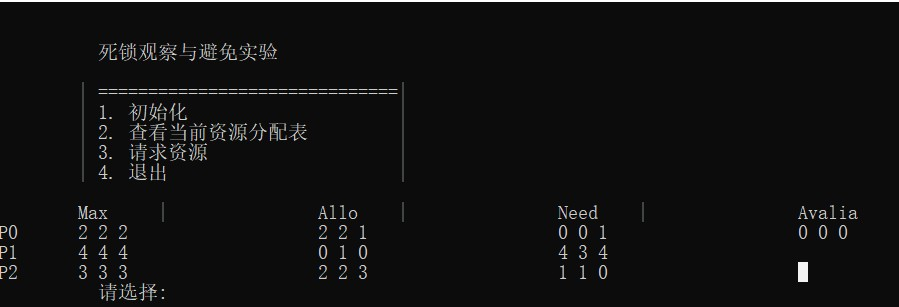 死锁观察与避免实验
==============================
1. 初始化
2. 查看当前资源分配表
3. 请求资源
4. 退出
Max Allo Need Avalia
P0 2 2 2 2 2 1 0 0 1 0 0 0
P1 4 4 4 0 1 0 4 3 4
P2 3 3 3 2 2 3 1 1 0
请选择: